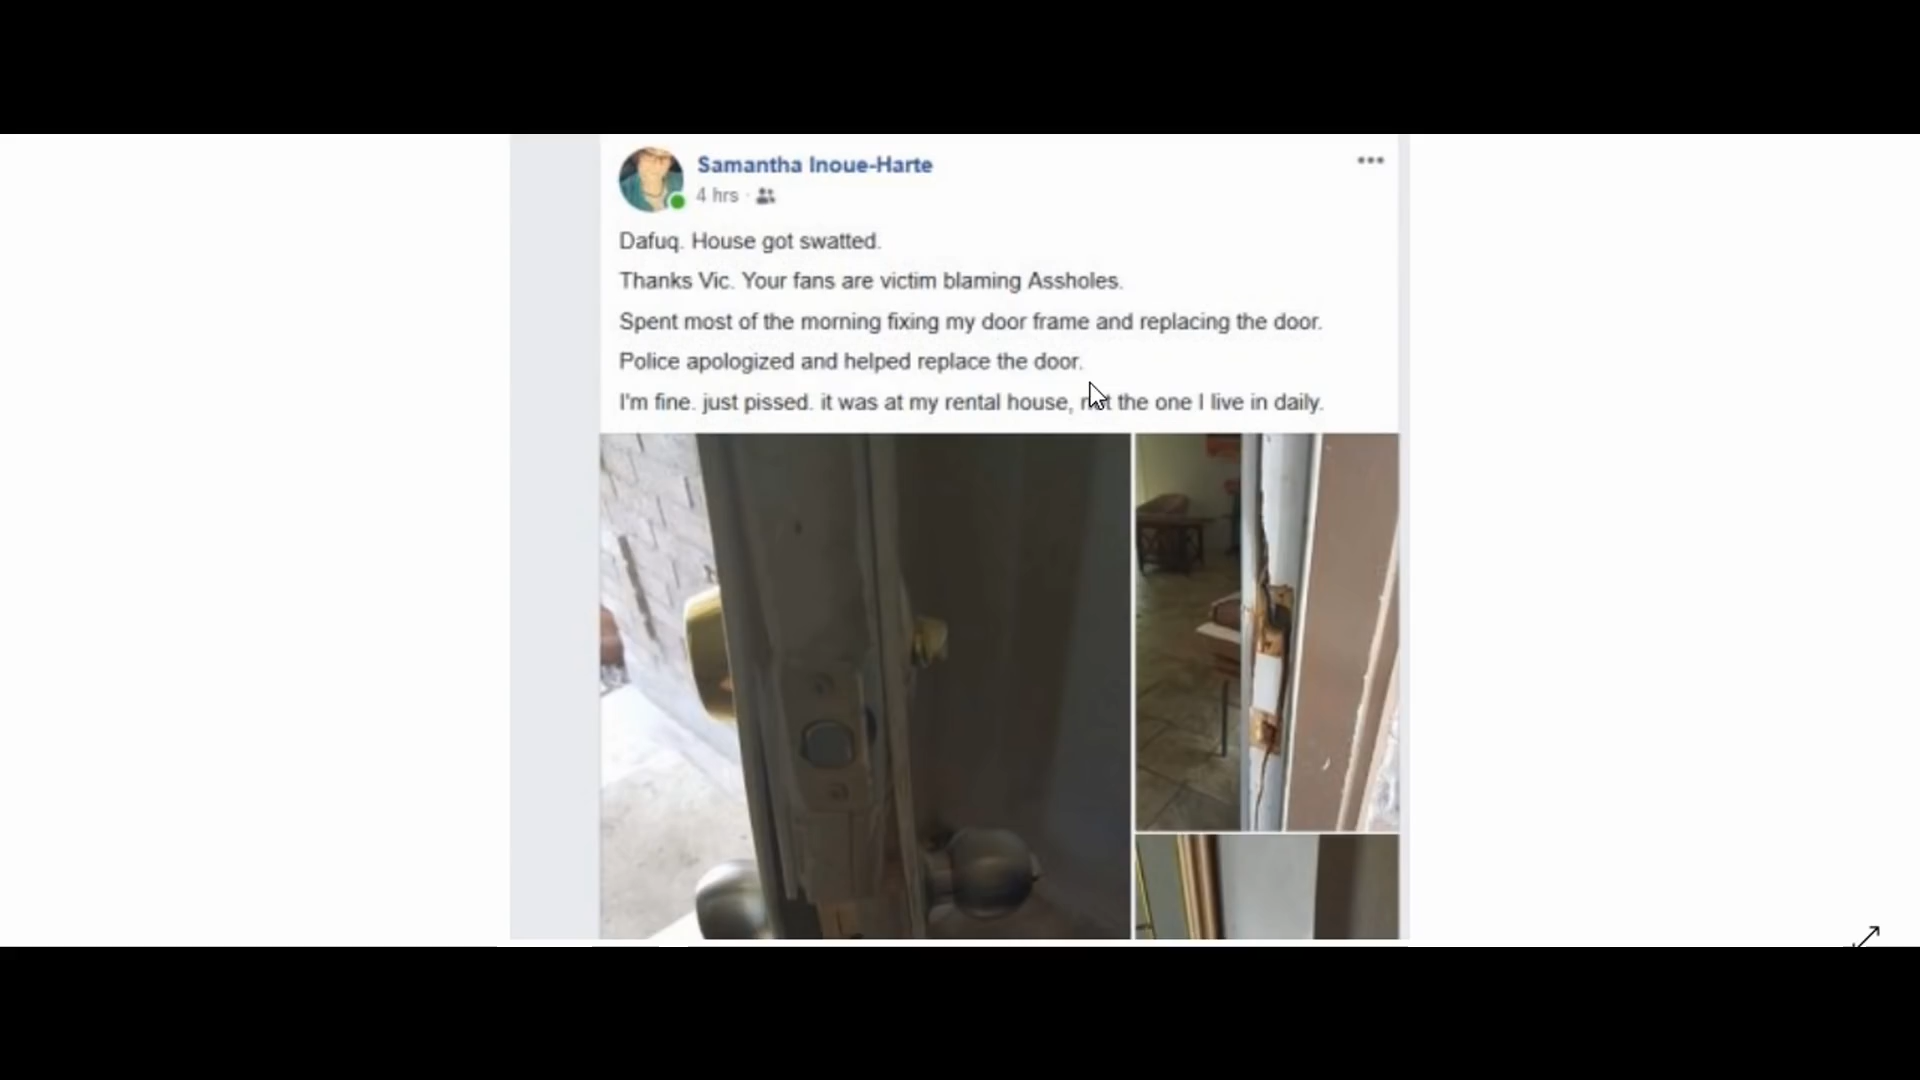 Samantha Inoue-Harte
4 hrs ·
Dafuq. House got swatted.
Thanks Vic. Your fans are victim blaming Assholes.
Spent most of the morning fixing my door frame and replacing the door.
Police apologized and helped replace the door.
I'm fine. just pissed. it was at my rental house, not the one I live in daily.